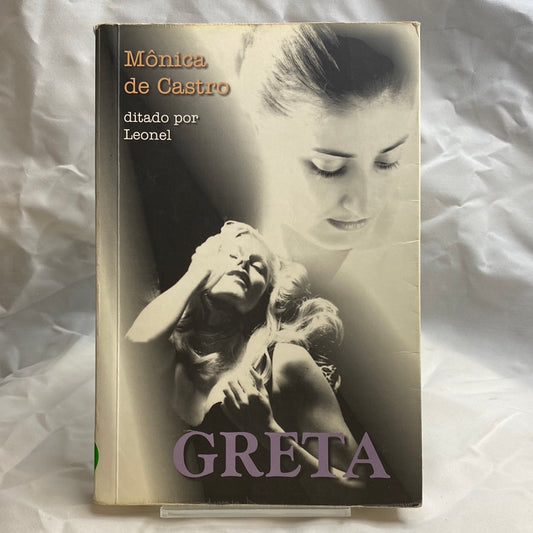 Mônica
de Castro
ditado por
Leonel
GRETA